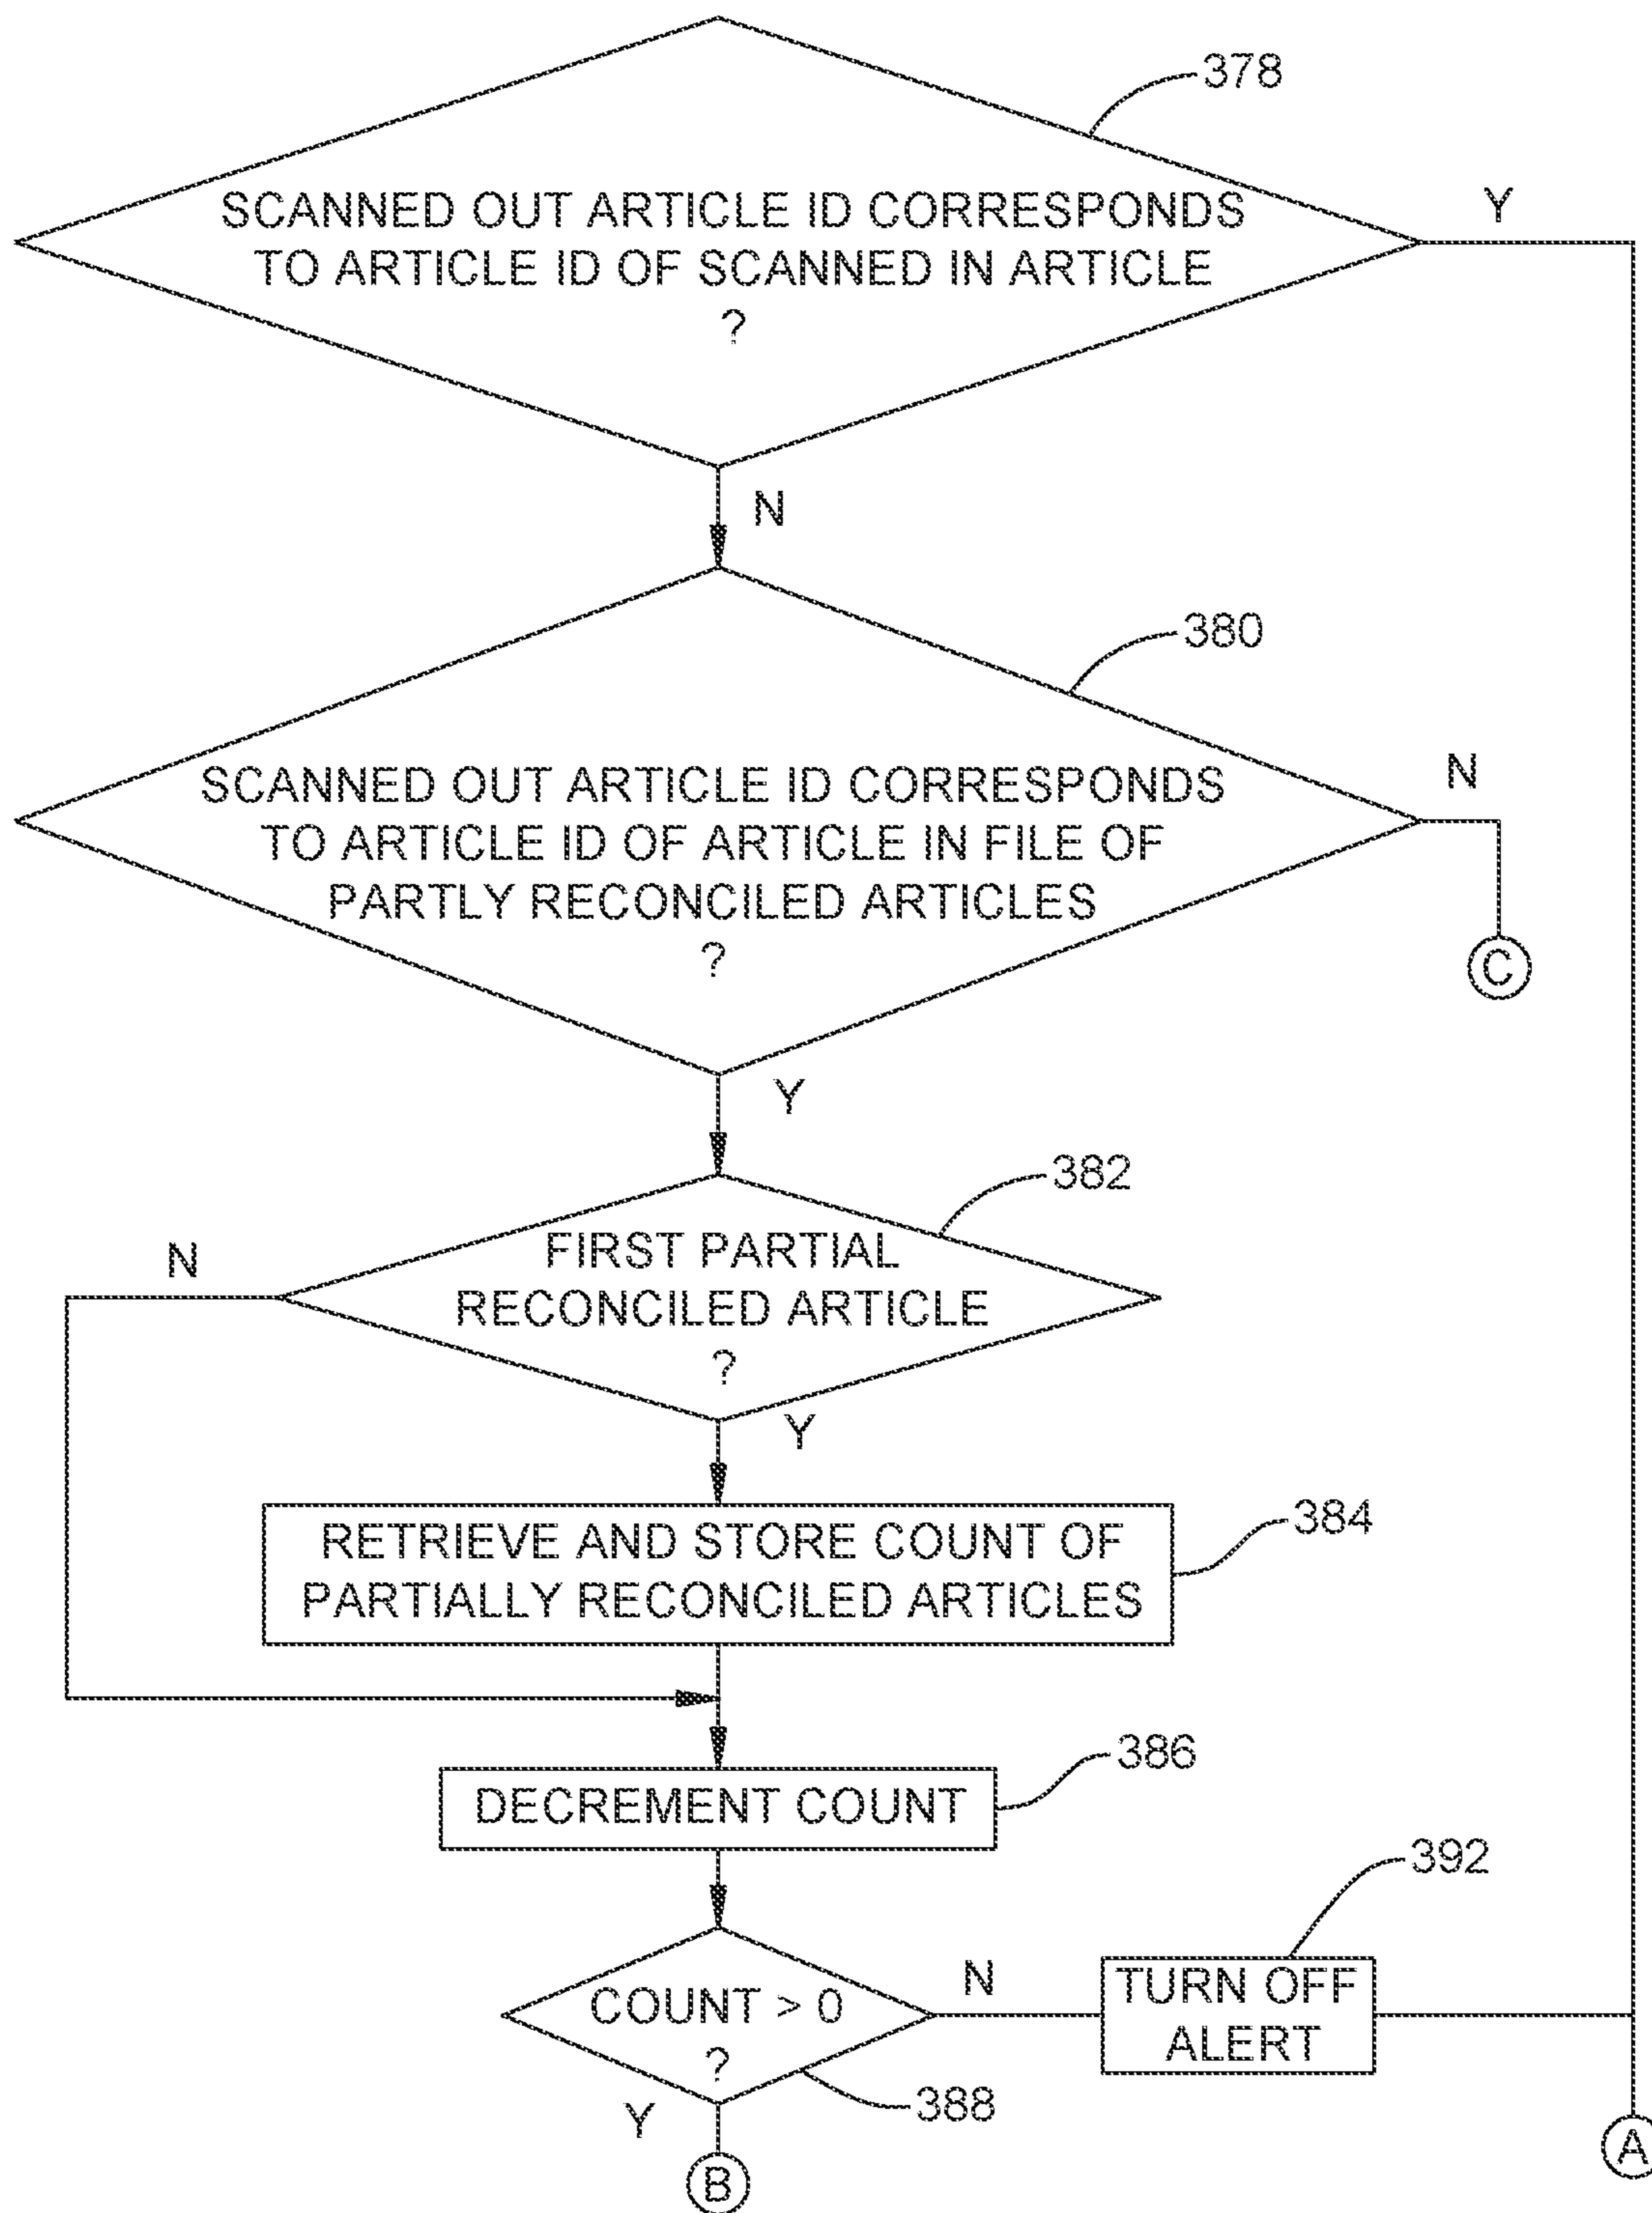 378
SCANNED OUT ARTICLE ID CORRESPONDS
TO ARTICLE ID OF SCANNED IN ARTICLE
?
Y
N
380
SCANNED OUT ARTICLE ID CORRESPONDS
TO ARTICLE ID OF ARTICLE IN FILE OF
PARTLY RECONCILED ARTICLES
?
N
C
Y
382
FIRST PARTIAL
RECONCILED ARTICLE
?
N
Y
384
RETRIEVE AND STORE COUNT OF
PARTIALLY RECONCILED ARTICLES
386
DECREMENT COUNT
392
COUNT > 0
?
N
TURN OFF
ALERT
388
Y
B
A